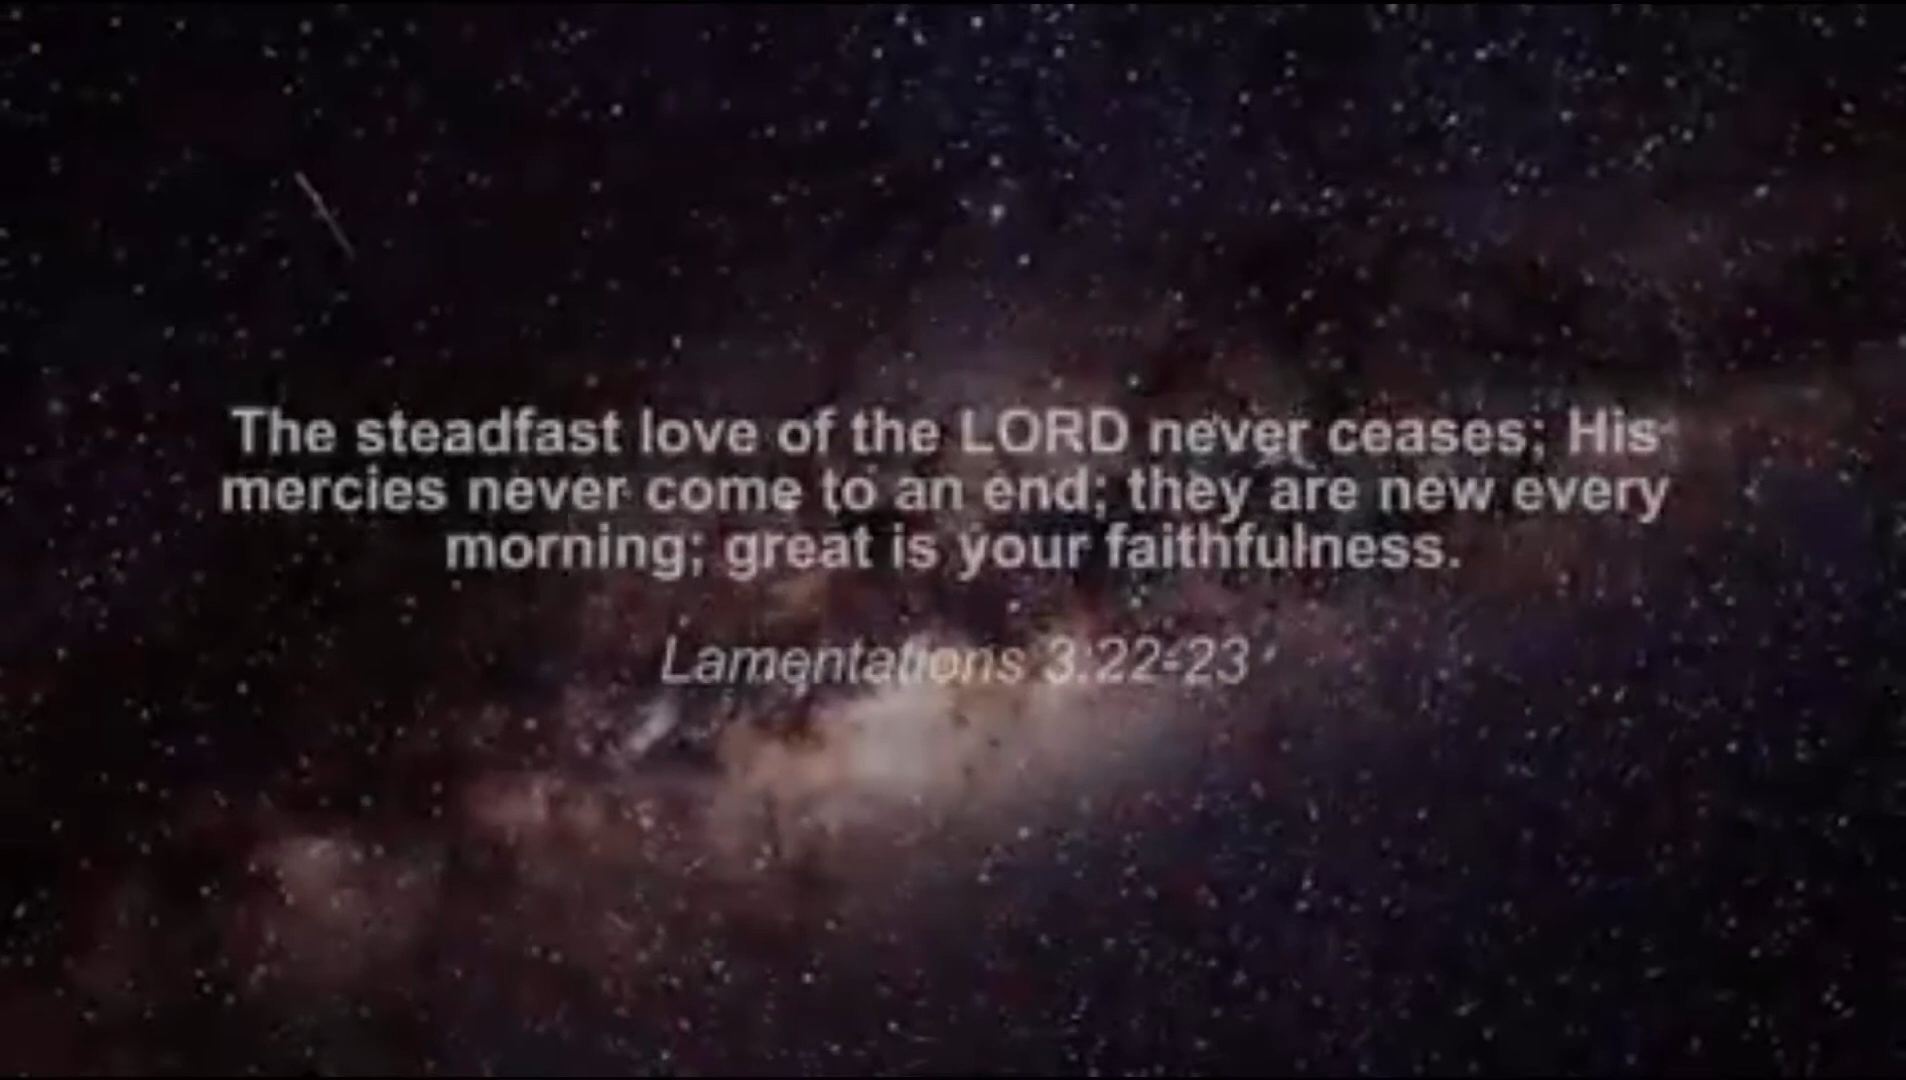 The steadfast love of the LORD never ceases; His
mercies never come to an end; they are new every
morning; great is your faithfulness.
Lamentations 3:22-23